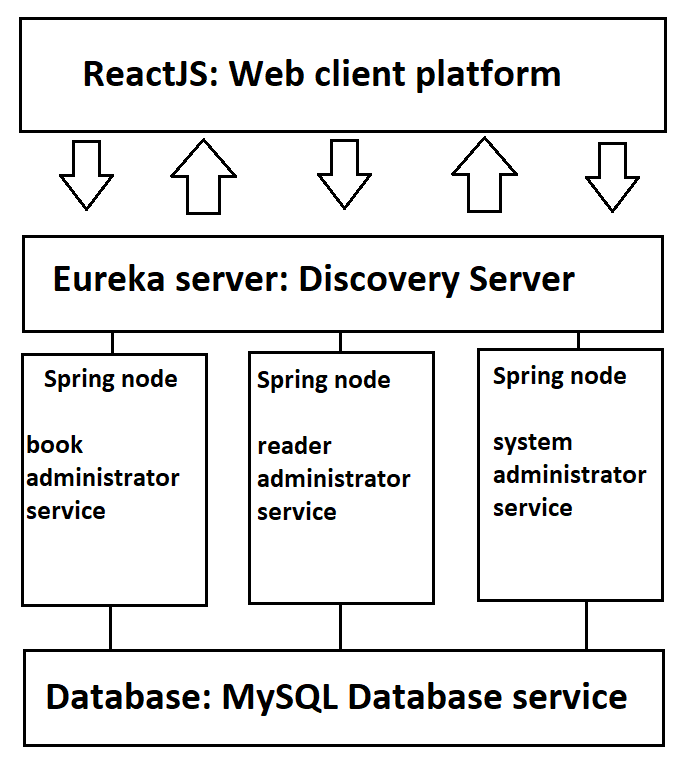 ReactJS: Web client platform
Eureka server: Discovery Server
Spring node
book
administrator
service
Spring node
reader
administrator
service
Spring node
system
administrator
service
Database: MySQL Database service